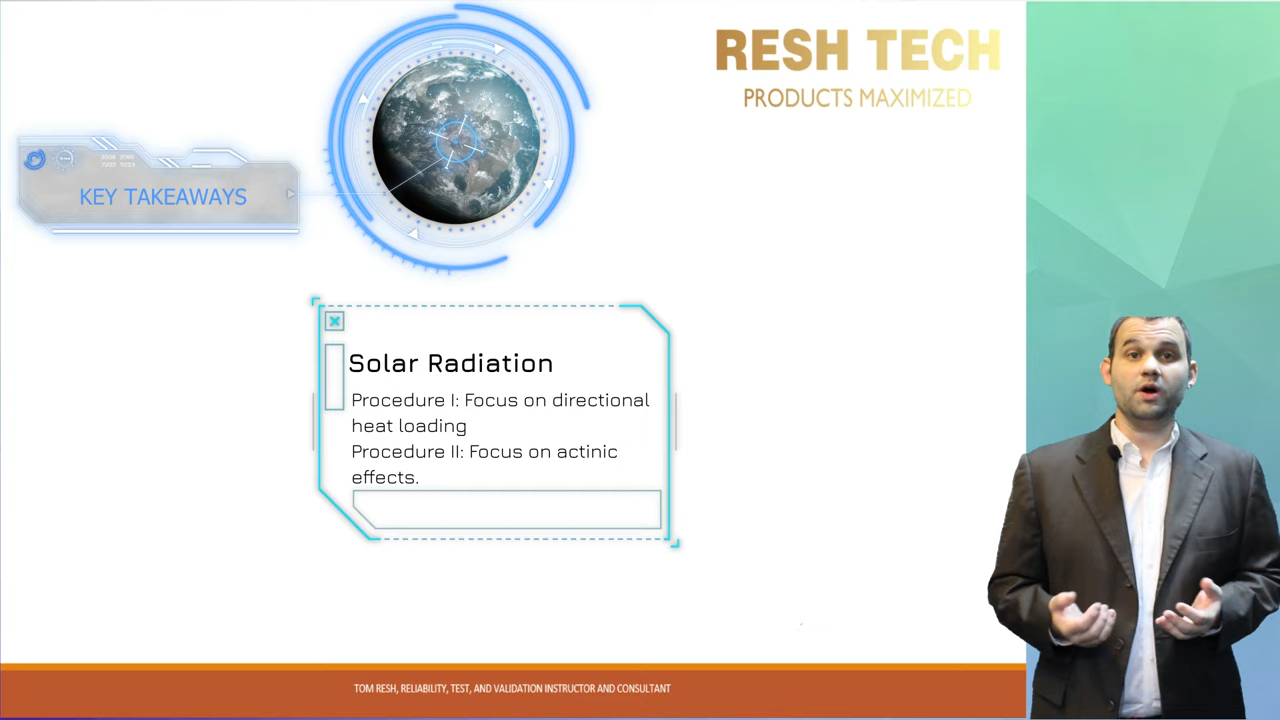 RESH TECH
PRODUCTS MAXIMIZED
KEY TAKEAWAYS
Solar Radiation
Procedure I: Focus on directional
heat loading
Procedure II: Focus on actinic
effects.
TOM RESH, RELIABILITY, TEST, AND VALIDATION INSTRUCTOR AND CONSULTANT